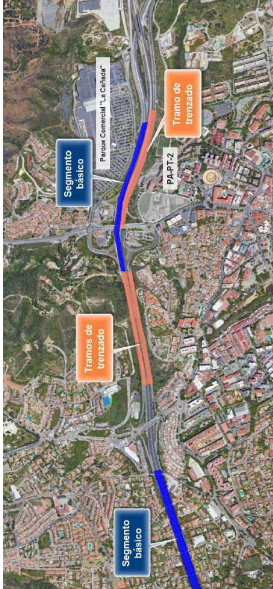 Segmento
básico
Tramos de
trenzado
Segmento
básico
Parque Comercial "La Cañada"
PA-PT-2
Tramo de
trenzado